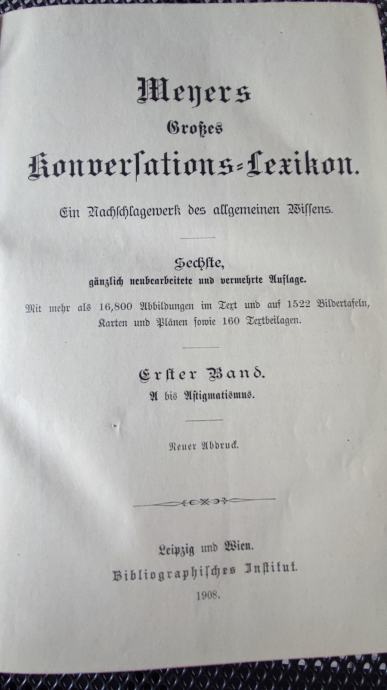 Meyers
Großes
Konverſations-Lexikon.
Ein Nachſchlagewerk des allgemeinen Wiſſens.
Sechſte,
gänzlich neubearbeitete und vermehrte Auflage.
Mit mehr als 16,800 Abbildungen im Text und auf 1522 Bildertafeln,
Karten und Plänen ſowie 160 Textbeilagen.
Erſter Band.
A bis Aſtigmatismus.
Neuer Abdruck.
Leipzig und Wien.
Bibliographiſches Inſtitut.
1908.